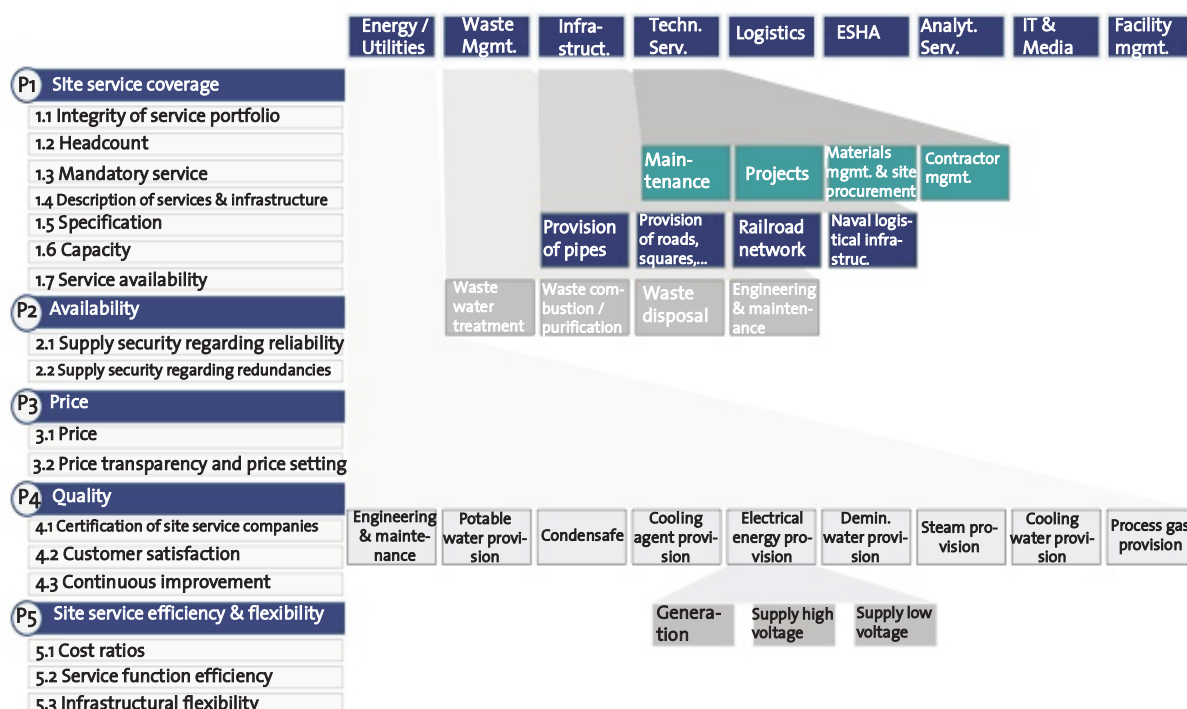 Energy /
Utilities
Waste
Mgmt.
Infra-
struct.
Techn.
Serv.
Logistics
ESHA
Analyt.
Serv.
IT &
Media
Facility
mgmt.
P1 Site service coverage
1.1 Integrity of service portfolio
1.2 Headcount
1.3 Mandatory service
1.4 Description of services & infrastructure
1.5 Specification
1.6 Capacity
1.7 Service availability
P2 Availability
2.1 Supply security regarding reliability
2.2 Supply security regarding redundancies
P3 Price
3.1 Price
3.2 Price transparency and price setting
P4 Quality
4.1 Certification of site service companies
4.2 Customer satisfaction
4.3 Continuous improvement
P5 Site service efficiency & flexibility
5.1 Cost ratios
5.2 Service function efficiency
5.3 Infrastructural flexibility
Main-
tenance
Projects
Materials
mgmt. & site
procurement
Contractor
mgmt.
Provision
of pipes
Provision
of roads,
squares,...
Railroad
network
Naval logis-
tical infra-
struc.
Waste
water
treatment
Waste com-
bustion /
purification
Waste
disposal
Engineering
& mainten-
ance
Engineering
& mainte-
nance
Potable
water provi-
sion
Condensafe
Cooling
agent provi-
sion
Electrical
energy pro-
vision
Demin.
water provi-
sion
Steam pro-
vision
Cooling
water provi-
sion
Process gas
provision
Genera-
tion
Supply high
voltage
Supply low
voltage